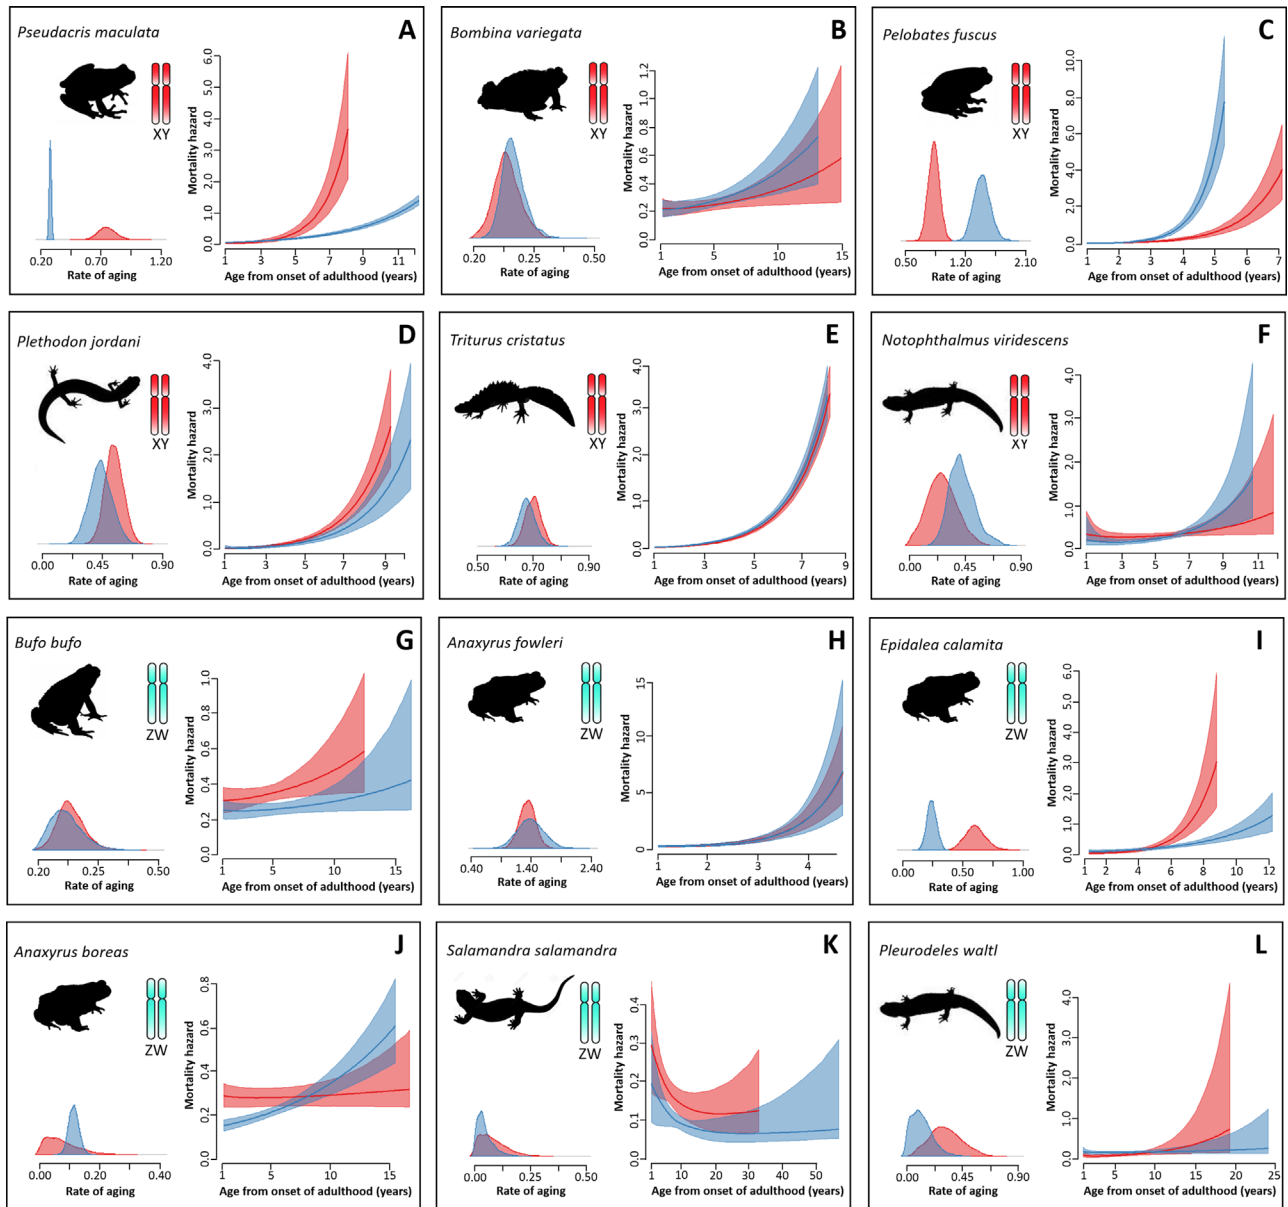 Pseudacris maculata
A
XY
Mortality hazard
0.0 1.0 2.0 3.0 4.0 5.0 6.0
0.20 0.70 1.20
Rate of aging
1 3 5 7 9 11
Age from onset of adulthood (years)
Bombina variegata
B
XY
Mortality hazard
0.0 0.2 0.4 0.6 0.8 1.0 1.2
0.00 0.25 0.50
Rate of aging
1 5 10 15
Age from onset of adulthood (years)
Pelobates fuscus
C
XY
Mortality hazard
0.0 2.0 4.0 6.0 8.0 10.0
0.50 1.20 2.10
Rate of aging
1 2 3 4 5 6 7
Age from onset of adulthood (years)
Plethodon jordani
D
XY
Mortality hazard
0.0 1.0 2.0 3.0 4.0
0.00 0.45 0.90
Rate of aging
1 3 5 7 9
Age from onset of adulthood (years)
Triturus cristatus
E
XY
Mortality hazard
0.0 1.0 2.0 3.0 4.0
0.50 0.70 0.90
Rate of aging
1 3 5 7 9
Age from onset of adulthood (years)
Notophthalmus viridescens
F
XY
Mortality hazard
0.0 1.0 2.0 3.0 4.0
0.00 0.45 0.90
Rate of aging
1 3 5 7 9 11
Age from onset of adulthood (years)
Bufo bufo
G
ZW
Mortality hazard
0.0 0.2 0.4 0.6 0.8 1.0
0.20 0.25 0.50
Rate of aging
1 5 10 15
Age from onset of adulthood (years)
Anaxyrus fowleri
H
ZW
Mortality hazard
0 5 10 15
0.40 1.40 2.40
Rate of aging
1 2 3 4
Age from onset of adulthood (years)
Epidalea calamita
I
ZW
Mortality hazard
0.0 1.0 2.0 3.0 4.0 5.0 6.0
0.00 0.50 1.00
Rate of aging
1 2 4 6 8 10 12
Age from onset of adulthood (years)
Anaxyrus boreas
J
ZW
Mortality hazard
0.0 0.2 0.4 0.6 0.8
0.00 0.20 0.40
Rate of aging
1 5 10 15
Age from onset of adulthood (years)
Salamandra salamandra
K
ZW
Mortality hazard
0.0 0.1 0.2 0.3 0.4
0.00 0.50
Rate of aging
1 10 20 30 40 50
Age from onset of adulthood (years)
Pleurodeles waltl
L
ZW
Mortality hazard
0.0 1.0 2.0 3.0 4.0
0.00 0.45 0.90
Rate of aging
1 5 10 15 20 25
Age from onset of adulthood (years)